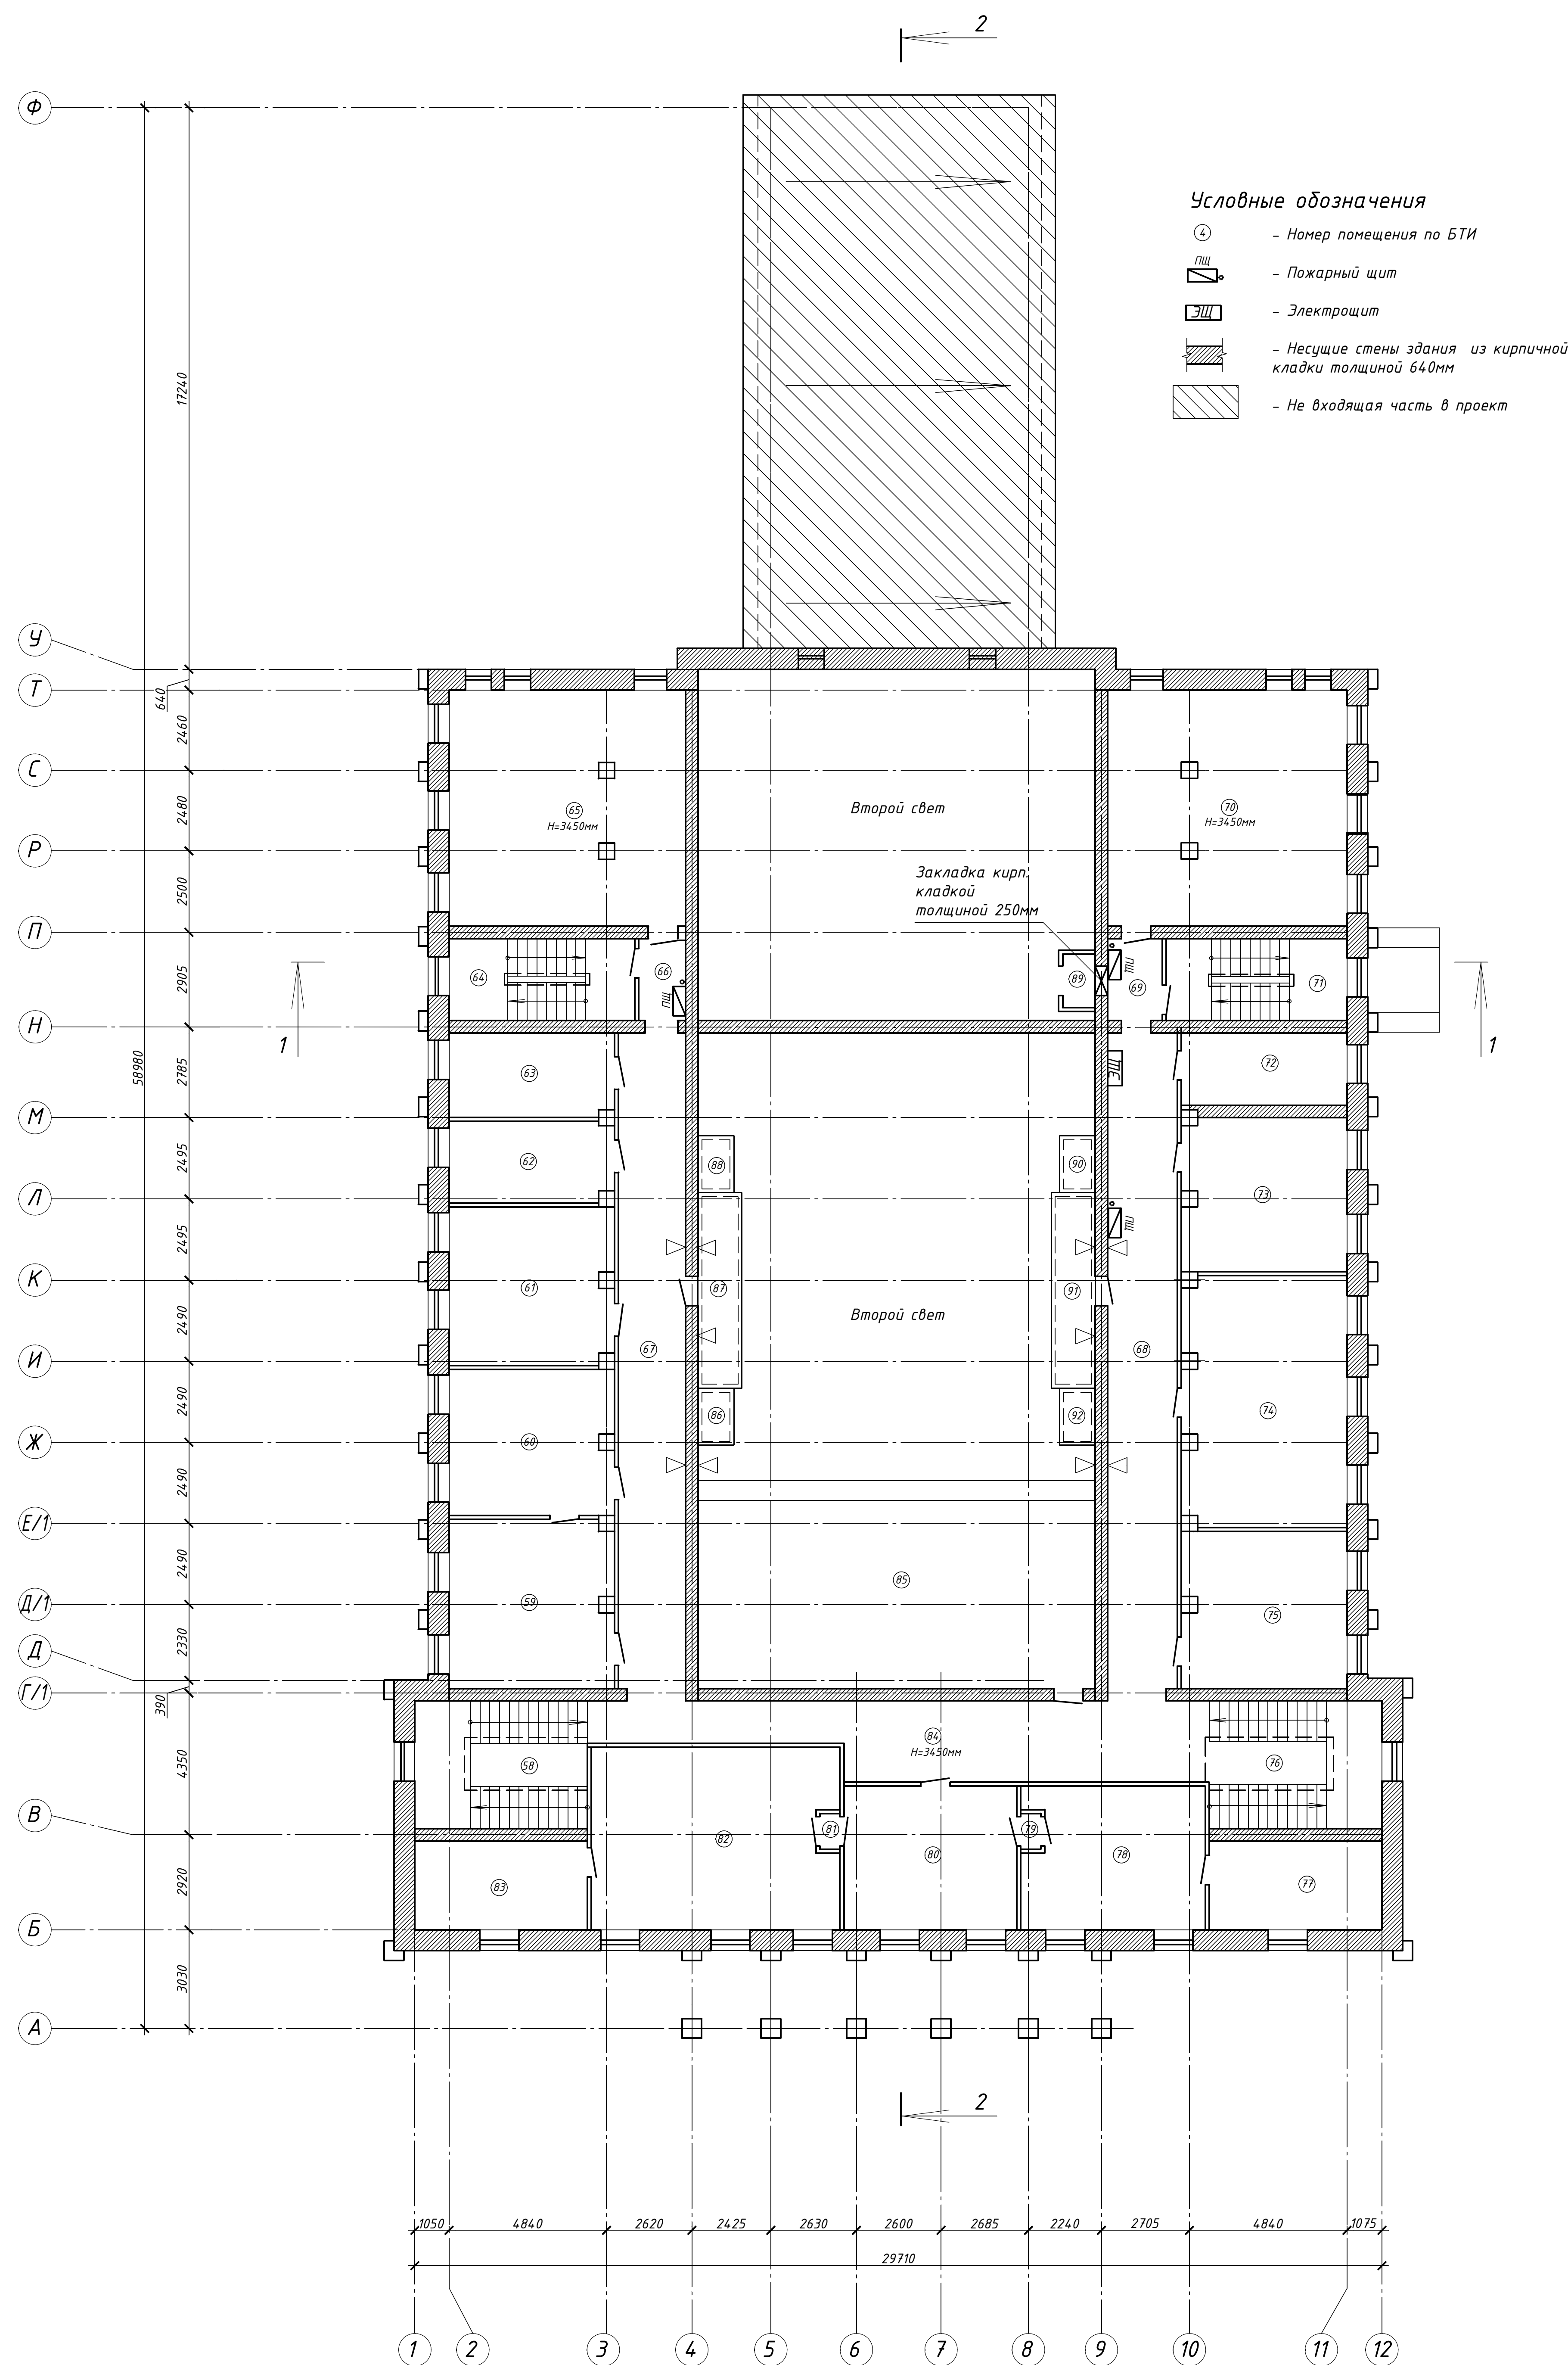 2
Ф
Условные обозначения
4
– Номер помещения по БТИ
ПЩ
– Пожарный щит
ЭЩ
– Электрощит
– Несущие стены здания из кирпичной
кладки толщиной 640мм
– Не входящая часть в проект
17240
У
640
Т
2460
С
2480
65
H=3450мм
Второй свет
70
H=3450мм
Р
2500
Закладка кирп.
кладкой
толщиной 250мм
П
2905
64
66
ПЩ
89
ПЩ
69
71
Н
1
1
58980
2785
63
ЭЩ
72
М
2495
62
88
90
73
Л
2495
ПЩ
К
61
87
91
Второй свет
2490
67
68
И
2490
86
92
74
Ж
60
2490
Е/1
2490
85
59
75
Д/1
2330
Д
Г/1
390
4350
84
H=3450мм
58
76
В
82
81
79
80
78
2920
83
77
Б
3030
А
2
1050 4840 2620 2425 2630 2600 2685 2240 2705 4840 1075
29710
1 2 3 4 5 6 7 8 9 10 11 12